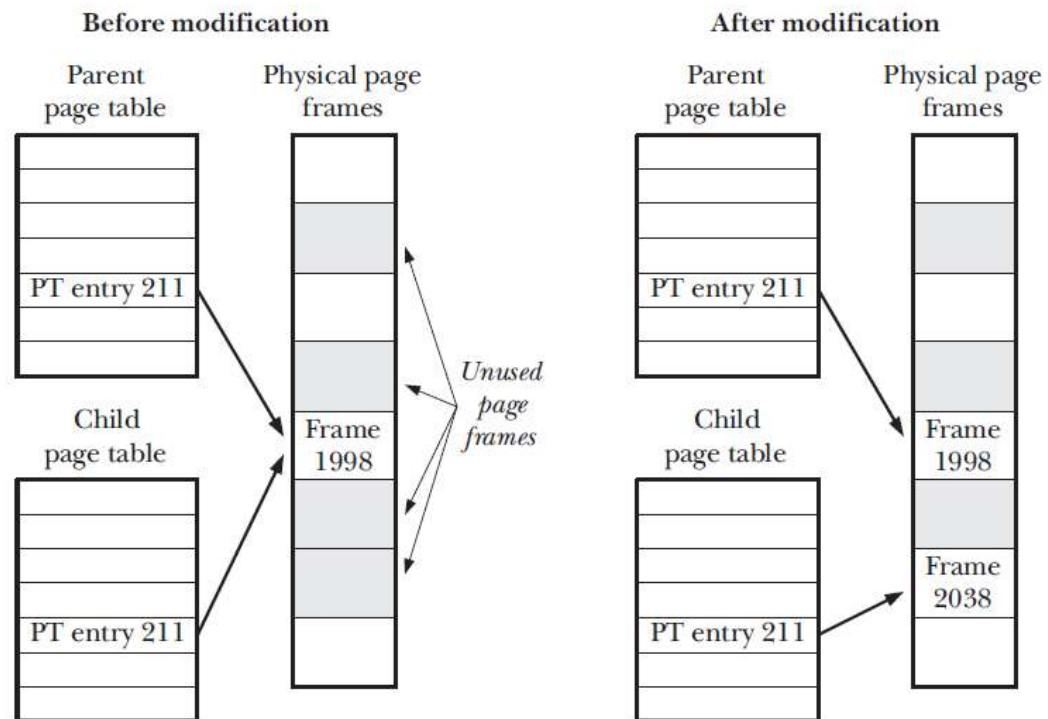 Before modification
Parent
page table
Physical page
frames
PT entry 211
Child
page table
PT entry 211
Frame
1998
Unused
page
frames
After modification
Parent
page table
Physical page
frames
PT entry 211
Child
page table
PT entry 211
Frame
1998
Frame
2038